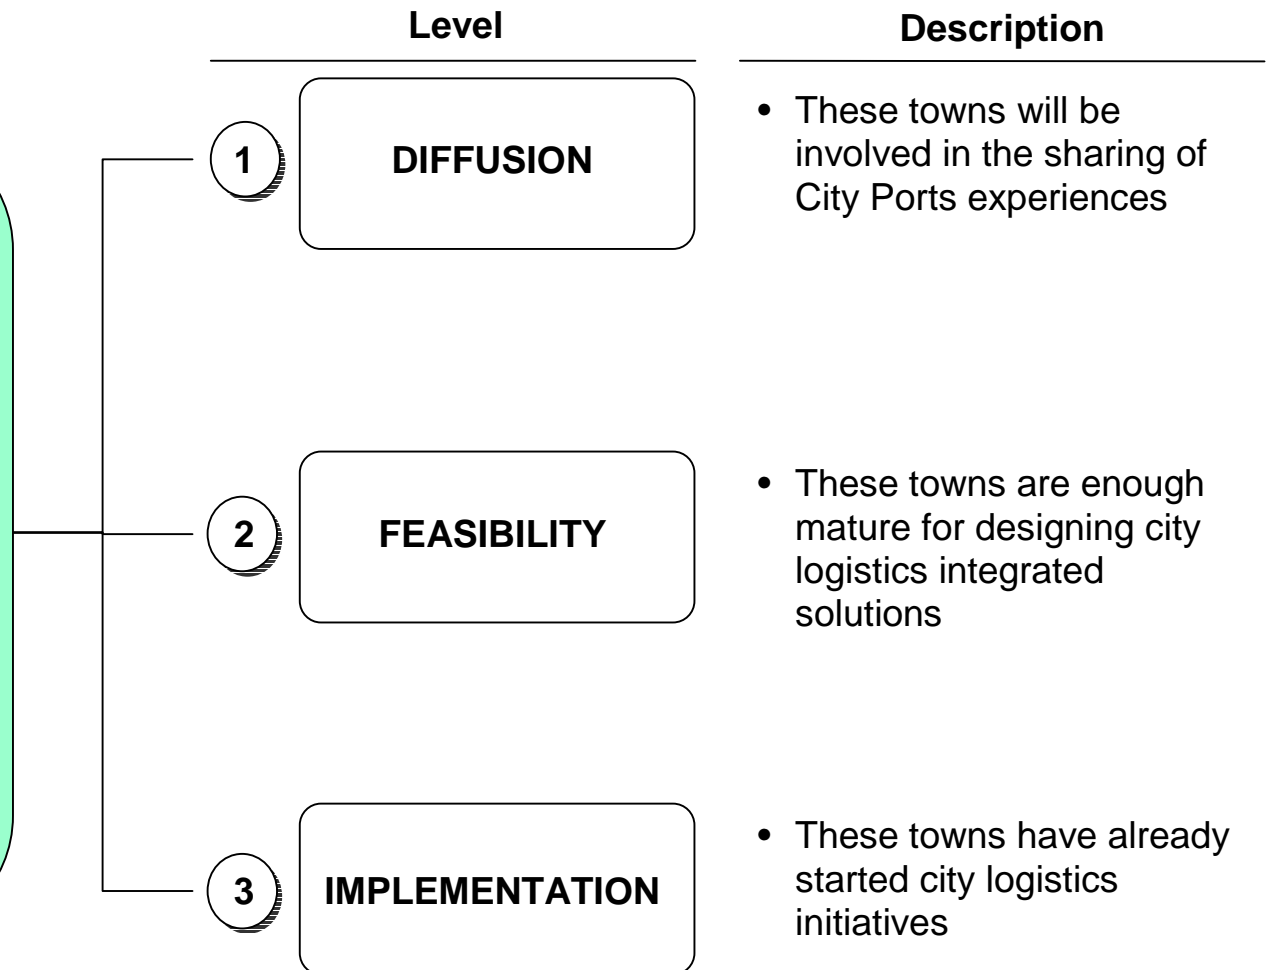 Level
Description
1
DIFFUSION
• These towns will be
involved in the sharing of
City Ports experiences
2
FEASIBILITY
• These towns are enough
mature for designing city
logistics integrated
solutions
3
IMPLEMENTATION
• These towns have already
started city logistics
initiatives